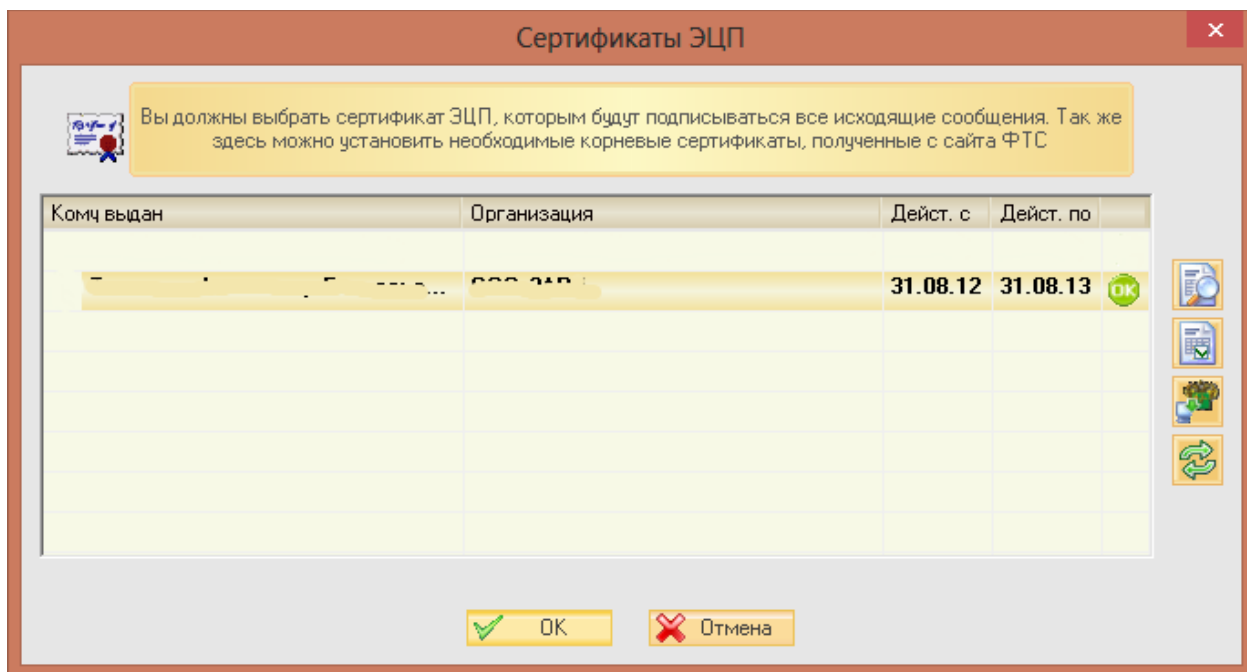 Сертификаты ЭЦП
Вы должны выбрать сертификат ЭЦП, которым будут подписываться все исходящие сообщения. Так же
здесь можно установить необходимые корневые сертификаты, полученные с сайта ФТС
Кому выдан Организация Дейст. с Дейст. по
31.08.12 31.08.13 OK
OK Отмена